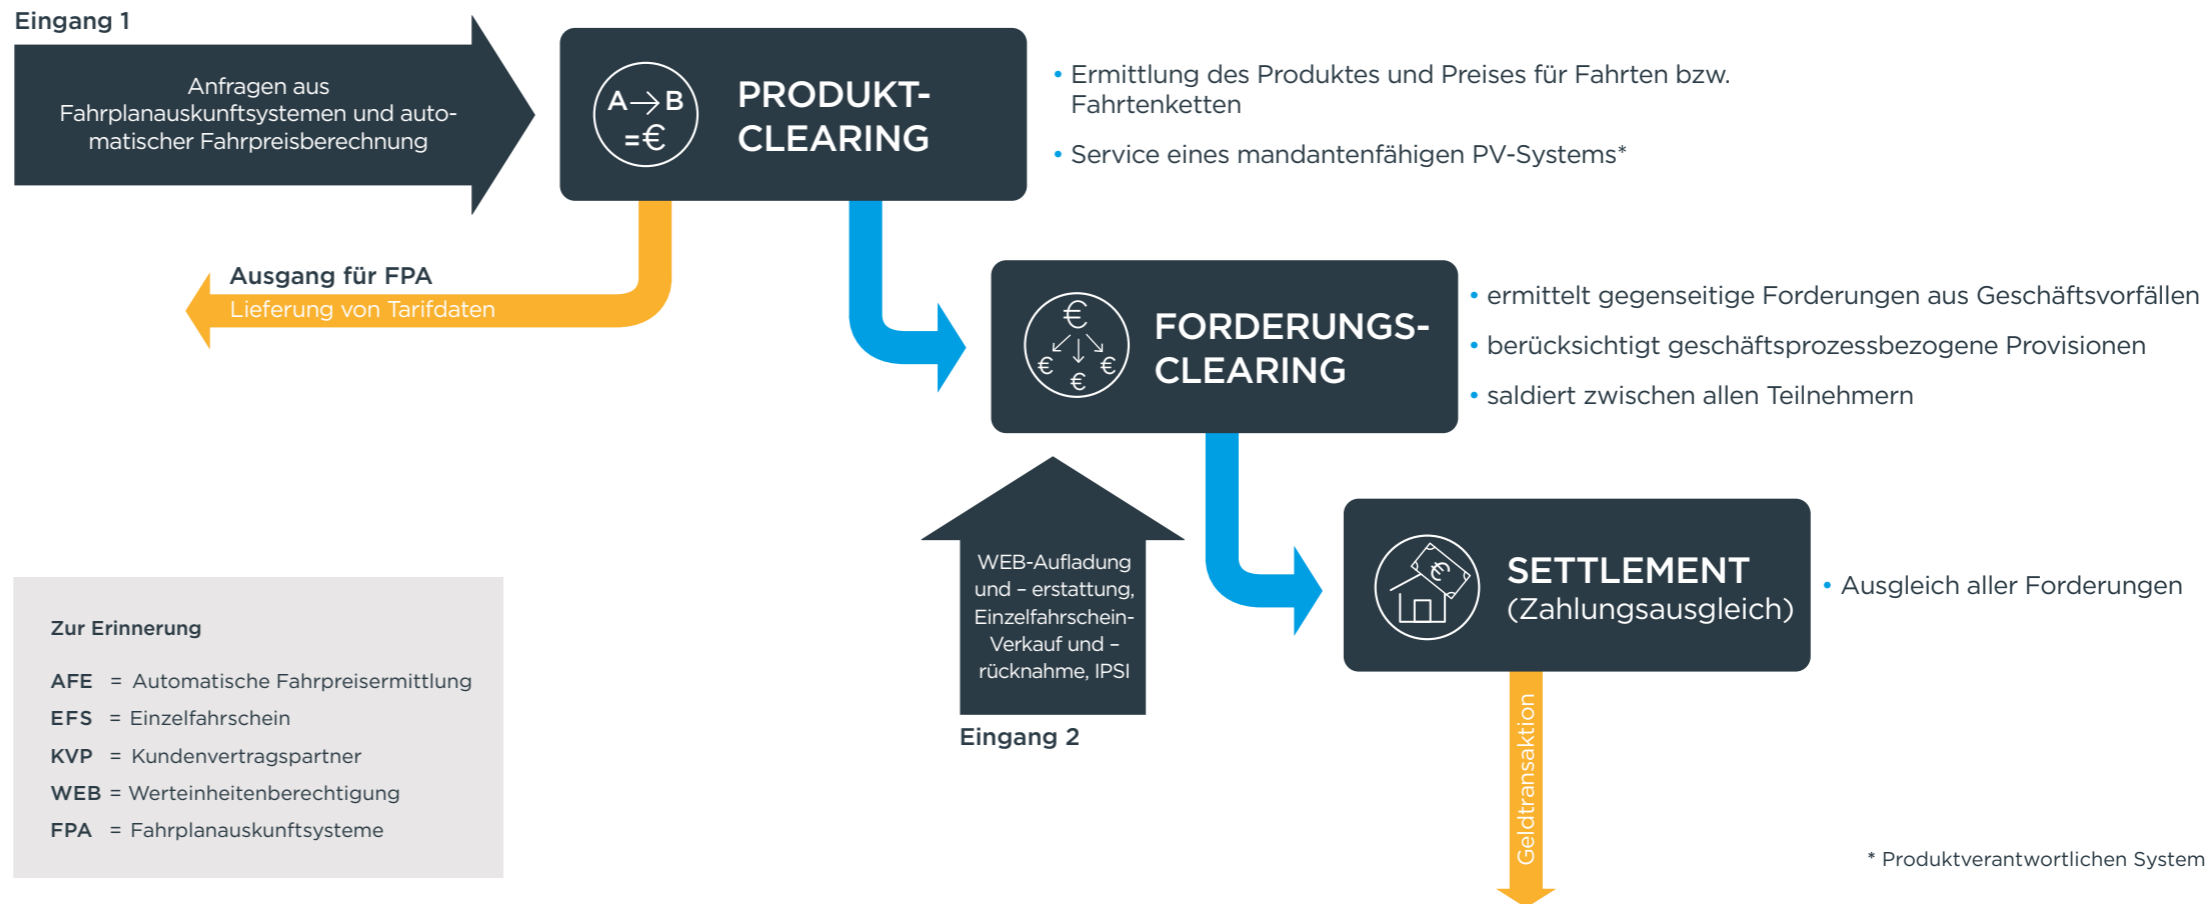 Eingang 1
Anfragen aus
Fahrplanauskunftsystemen und auto-
matischer Fahrpreisberechnung
A→B
=€
PRODUKT-
CLEARING
• Ermittlung des Produktes und Preises für Fahrten bzw.
Fahrtenketten
• Service eines mandantenfähigen PV-Systems*
Ausgang für FPA
Lieferung von Tarifdaten
€
€ € €
FORDERUNGS-
CLEARING
• ermittelt gegenseitige Forderungen aus Geschäftsvorfällen
• berücksichtigt geschäftsprozessbezogene Provisionen
• saldiert zwischen allen Teilnehmern
WEB-Aufladung
und – erstattung,
Einzelfahrschein-
Verkauf und –
rücknahme, IPSI
Eingang 2
€
SETTLEMENT
(Zahlungsausgleich)
• Ausgleich aller Forderungen
Geldtransaktion
Zur Erinnerung
AFE = Automatische Fahrpreisermittlung
EFS = Einzelfahrschein
KVP = Kundenvertragspartner
WEB = Werteinheitenberechtigung
FPA = Fahrplanauskunftsysteme
* Produktverantwortlichen System